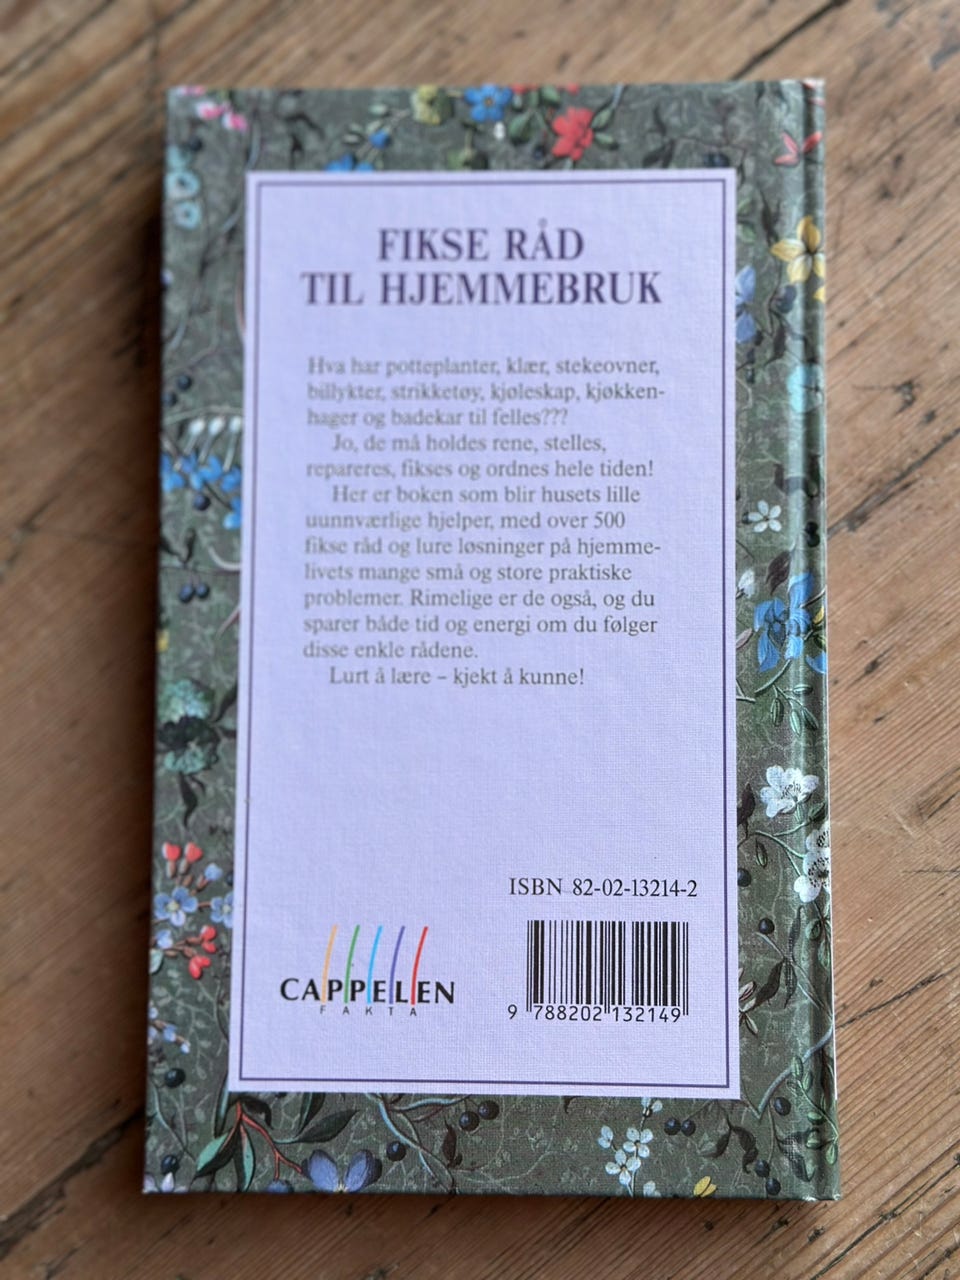 FIKSE RÅD
TIL HJEMMEBRUK
Hva har potteplanter, klær, stekeovner,
billykter, strikketøy, kjøleskap, kjøkken-
hager og badekar til felles???
Jo, de må holdes rene, stelles,
repareres, fikses og ordnes hele tiden!
Her er boken som blir husets lille
uunnværlige hjelper, med over 500
fikse råd og lure løsninger på hjemme-
livets mange små og store praktiske
problemer. Rimelige er de også, og du
sparer både tid og energi om du følger
disse enkle rådene.
Lurt å lære – kjekt å kunne!
ISBN 82-02-13214-2
CAPPELEN
FAKTA
9 788202 132149